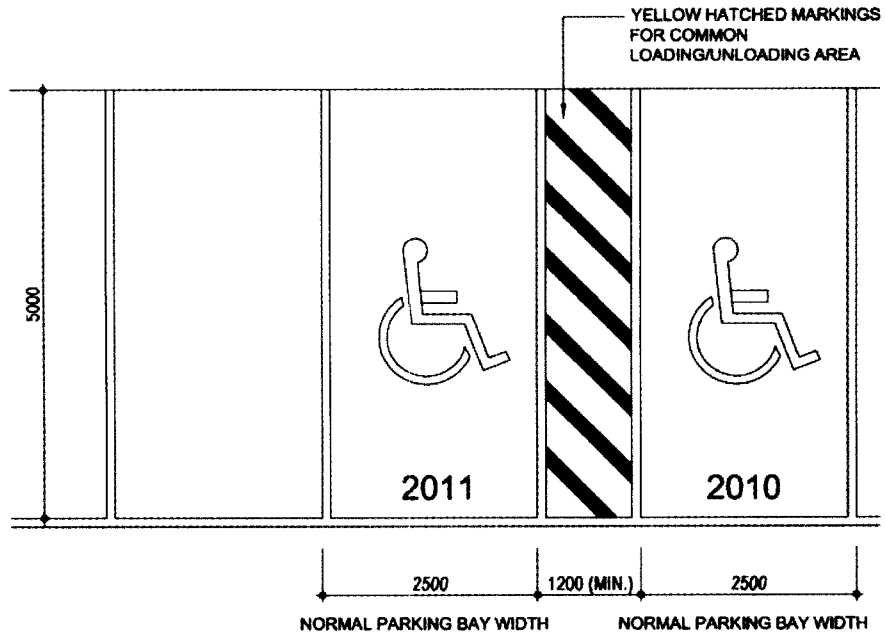 YELLOW HATCHED MARKINGS
FOR COMMON
LOADING/UNLOADING AREA
5000
2011
2010
2500
1200 (MIN.)
2500
NORMAL PARKING BAY WIDTH
NORMAL PARKING BAY WIDTH